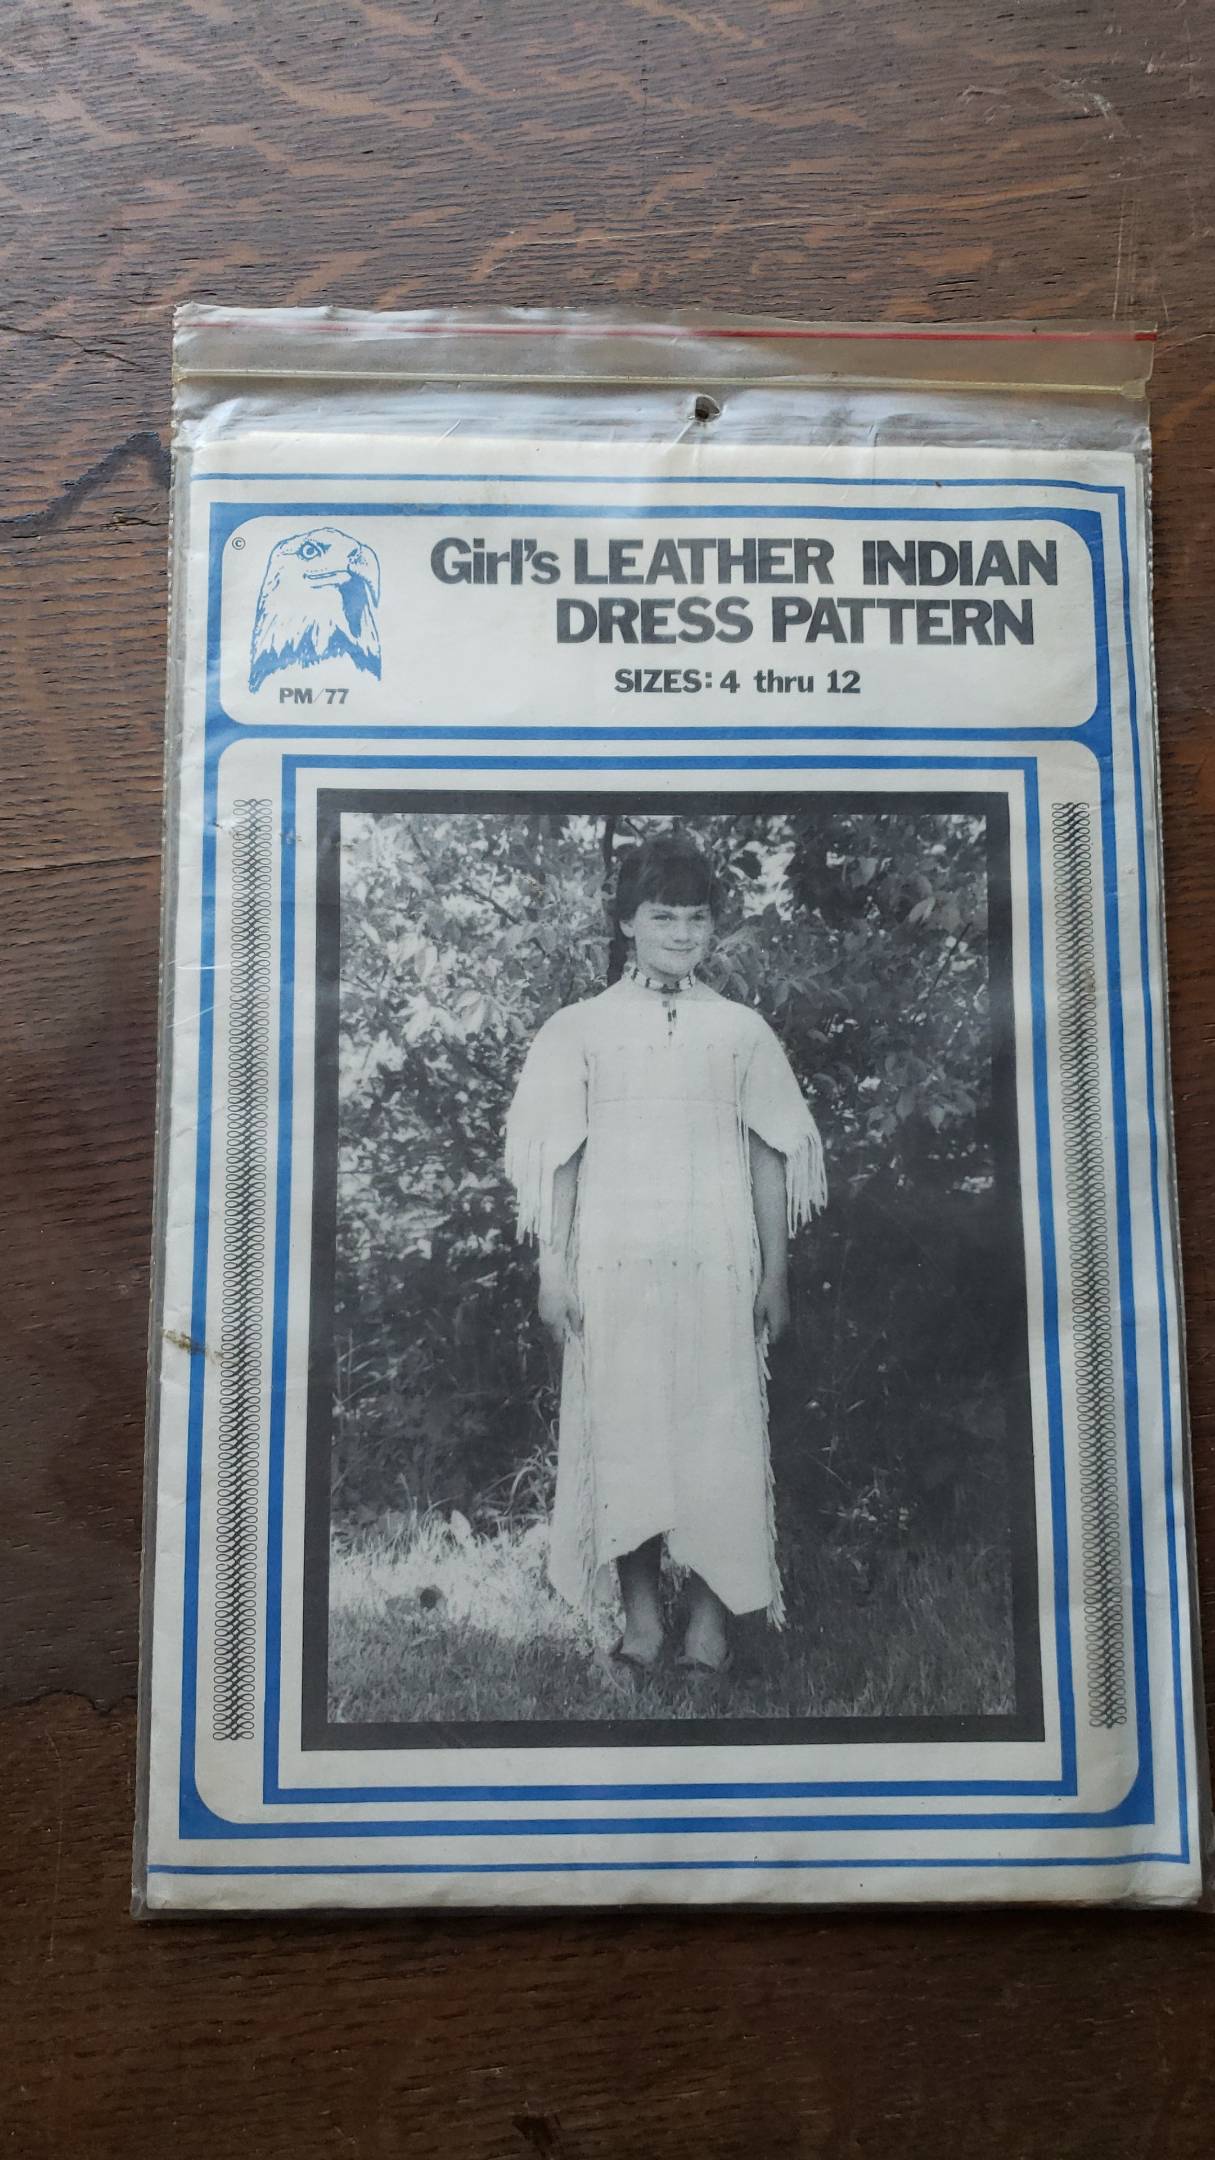 ©
Girl's LEATHER INDIAN
DRESS PATTERN
SIZES: 4 thru 12
PM/77